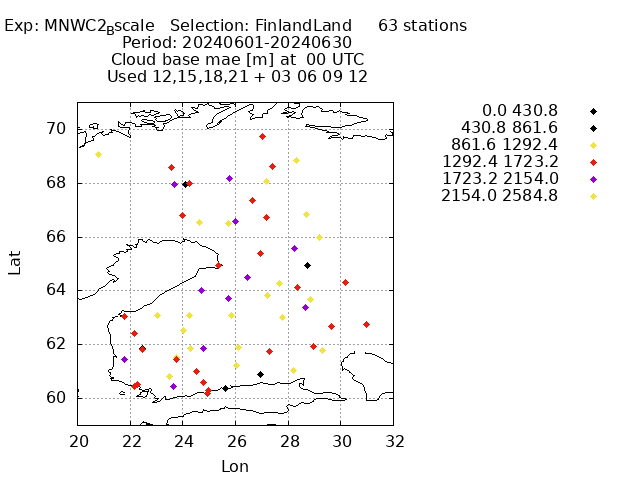 Exp: MNWC2_Bscale Selection: FinlandLand 63 stations
Period: 20240601-20240630
Cloud base mae [m] at 00 UTC
Used 12,15,18,21 + 03 06 09 12
0.0 430.8
430.8 861.6
861.6 1292.4
1292.4 1723.2
1723.2 2154.0
2154.0 2584.8
70
68
66
64
62
60
Lat
20 22 24 26 28 30 32
Lon